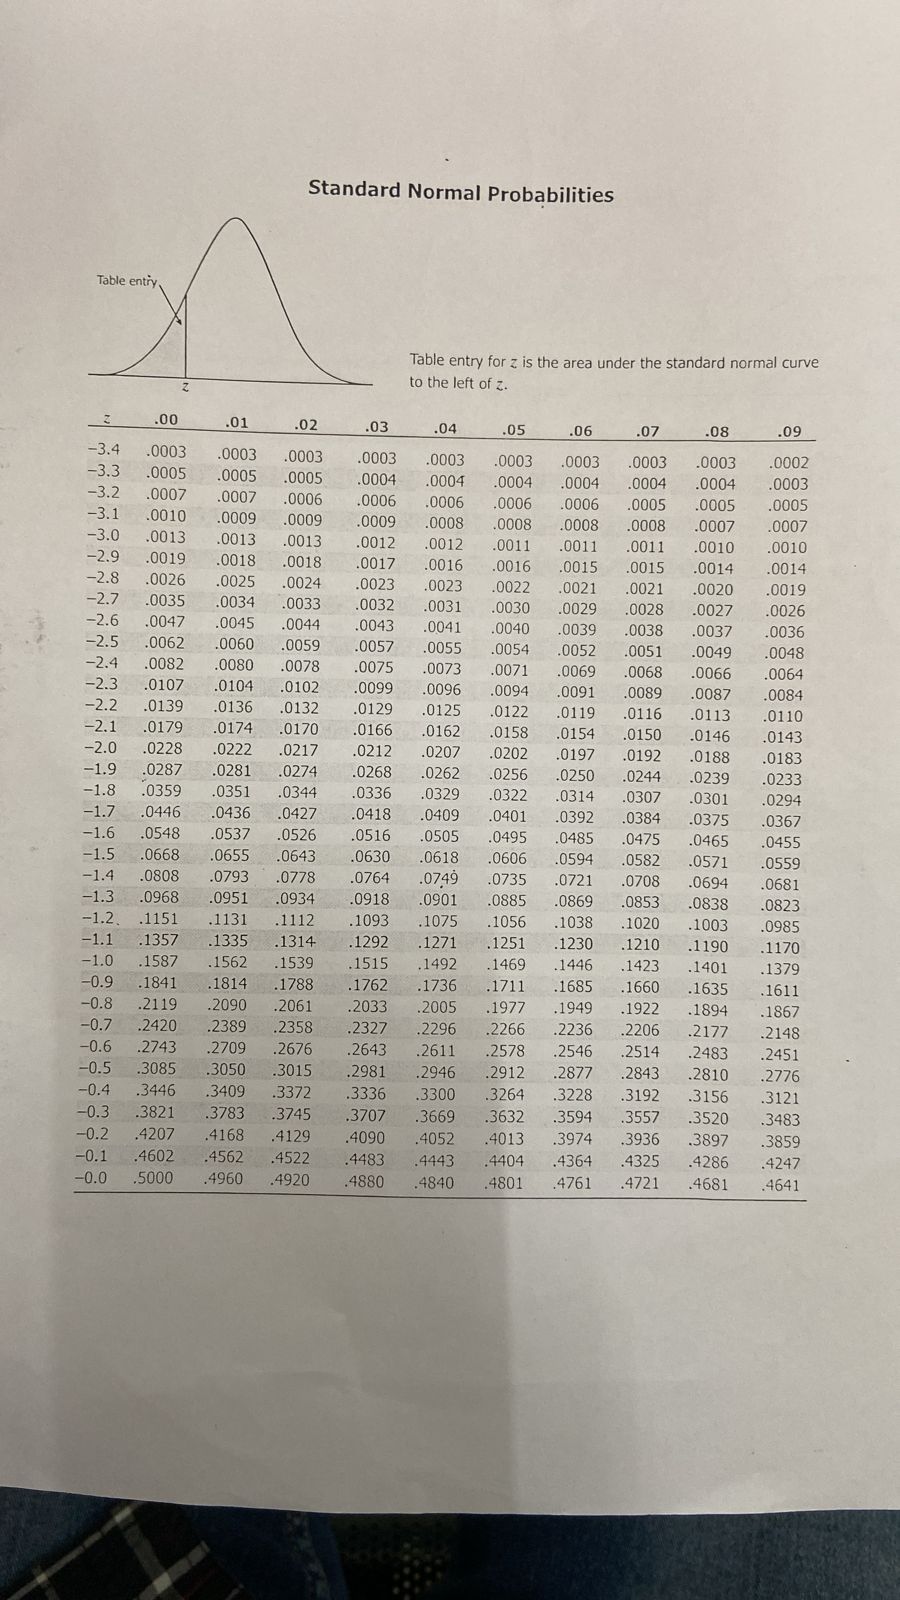 Standard Normal Probabilities
Table entry
z
Table entry for z is the area under the standard normal curve
to the left of z.
z .00 .01 .02 .03 .04 .05 .06 .07 .08 .09
−3.4 .0003 .0003 .0003 .0003 .0003 .0003 .0003 .0003 .0003 .0002
−3.3 .0005 .0005 .0005 .0004 .0004 .0004 .0004 .0004 .0004 .0003
−3.2 .0007 .0007 .0006 .0006 .0006 .0006 .0006 .0005 .0005 .0005
−3.1 .0010 .0009 .0009 .0009 .0008 .0008 .0008 .0008 .0007 .0007
−3.0 .0013 .0013 .0013 .0012 .0012 .0011 .0011 .0011 .0010 .0010
−2.9 .0019 .0018 .0018 .0017 .0016 .0016 .0015 .0015 .0014 .0014
−2.8 .0026 .0025 .0024 .0023 .0023 .0022 .0021 .0021 .0020 .0019
−2.7 .0035 .0034 .0033 .0032 .0031 .0030 .0029 .0028 .0027 .0026
−2.6 .0047 .0045 .0044 .0043 .0041 .0040 .0039 .0038 .0037 .0036
−2.5 .0062 .0060 .0059 .0057 .0055 .0054 .0052 .0051 .0049 .0048
−2.4 .0082 .0080 .0078 .0075 .0073 .0071 .0069 .0068 .0066 .0064
−2.3 .0107 .0104 .0102 .0099 .0096 .0094 .0091 .0089 .0087 .0084
−2.2 .0139 .0136 .0132 .0129 .0125 .0122 .0119 .0116 .0113 .0110
−2.1 .0179 .0174 .0170 .0166 .0162 .0158 .0154 .0150 .0146 .0143
−2.0 .0228 .0222 .0217 .0212 .0207 .0202 .0197 .0192 .0188 .0183
−1.9 .0287 .0281 .0274 .0268 .0262 .0256 .0250 .0244 .0239 .0233
−1.8 .0359 .0351 .0344 .0336 .0329 .0322 .0314 .0307 .0301 .0294
−1.7 .0446 .0436 .0427 .0418 .0409 .0401 .0392 .0384 .0375 .0367
−1.6 .0548 .0537 .0526 .0516 .0505 .0495 .0485 .0475 .0465 .0455
−1.5 .0668 .0655 .0643 .0630 .0618 .0606 .0594 .0582 .0571 .0559
−1.4 .0808 .0793 .0778 .0764 .0749 .0735 .0721 .0708 .0694 .0681
−1.3 .0968 .0951 .0934 .0918 .0901 .0885 .0869 .0853 .0838 .0823
−1.2 .1151 .1131 .1112 .1093 .1075 .1056 .1038 .1020 .1003 .0985
−1.1 .1357 .1335 .1314 .1292 .1271 .1251 .1230 .1210 .1190 .1170
−1.0 .1587 .1562 .1539 .1515 .1492 .1469 .1446 .1423 .1401 .1379
−0.9 .1841 .1814 .1788 .1762 .1736 .1711 .1685 .1660 .1635 .1611
−0.8 .2119 .2090 .2061 .2033 .2005 .1977 .1949 .1922 .1894 .1867
−0.7 .2420 .2389 .2358 .2327 .2296 .2266 .2236 .2206 .2177 .2148
−0.6 .2743 .2709 .2676 .2643 .2611 .2578 .2546 .2514 .2483 .2451
−0.5 .3085 .3050 .3015 .2981 .2946 .2912 .2877 .2843 .2810 .2776
−0.4 .3446 .3409 .3372 .3336 .3300 .3264 .3228 .3192 .3156 .3121
−0.3 .3821 .3783 .3745 .3707 .3669 .3632 .3594 .3557 .3520 .3483
−0.2 .4207 .4168 .4129 .4090 .4052 .4013 .3974 .3936 .3897 .3859
−0.1 .4602 .4562 .4522 .4483 .4443 .4404 .4364 .4325 .4286 .4247
−0.0 .5000 .4960 .4920 .4880 .4840 .4801 .4761 .4721 .4681 .4641